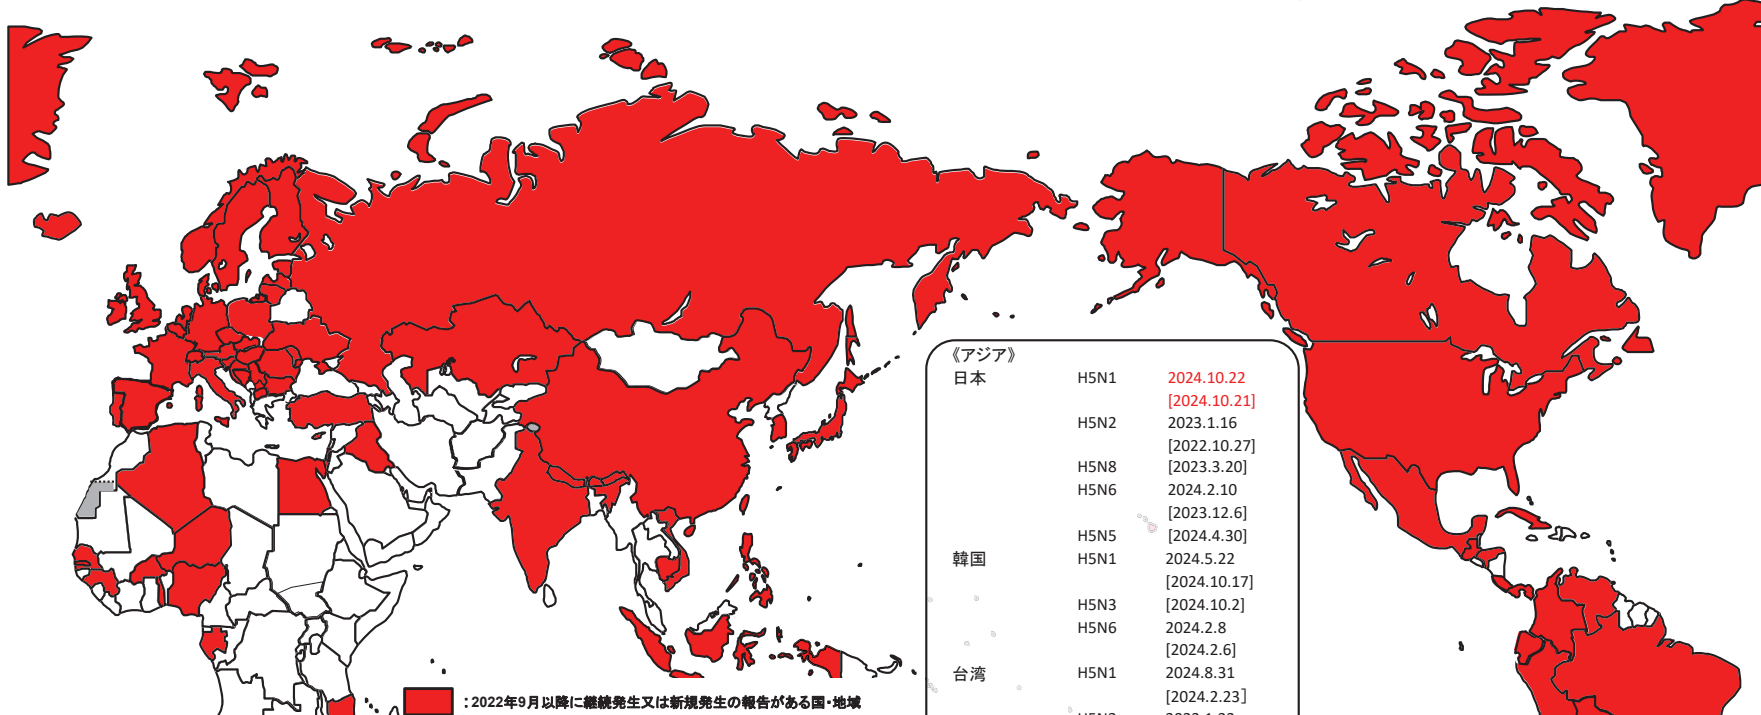 《アジア》
日本 H5N1 2024.10.22
[2024.10.21]
H5N2 2023.1.16
[2022.10.27]
H5N8 [2023.3.20]
H5N6 2024.2.10
[2023.12.6]
H5N5 [2024.4.30]
韓国 H5N1 2024.5.22
[2024.10.17]
H5N3 [2024.10.2]
H5N6 2024.2.8
[2024.2.6]
台湾 H5N1 2024.8.31
[2024.2.23]
:2022年9月以降に継続発生又は新規発生の報告がある国・地域